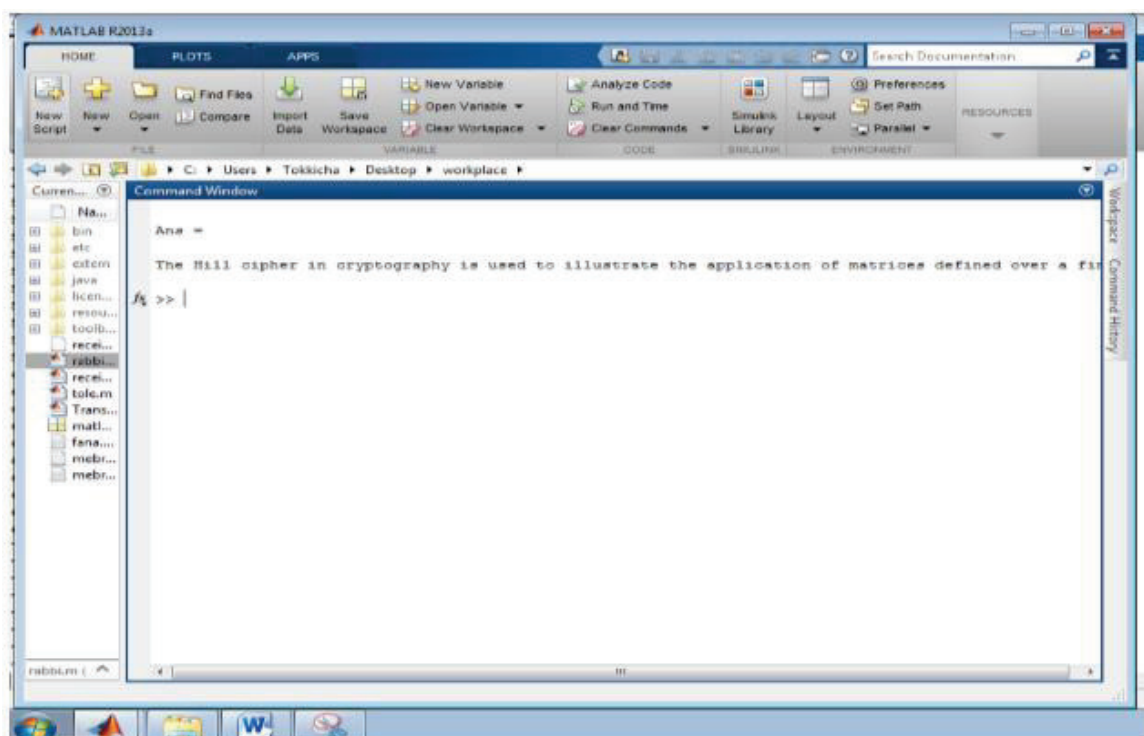 MATLAB R2013a
HOME PLOTS APPS Search Documentation
New Script New Open Find Files Compare Import Data Save Workspace New Variable Open Variable Clear Workspace Analyze Code Run and Time Clear Commands Simulink Library Layout Preferences Set Path Parallel RESOURCES
FILE VARIABLE CODE SIMULINK ENVIRONMENT
C: Users Tokkicha Desktop workplace
Curren... Command Window
Na...
bin
etc
extern
java
licen...
resou...
toolb...
recei...
rabbi...
recei...
tole.m
Trans...
matl...
fana....
mebr...
mebr...
Ans =
The Hill cipher in cryptography is used to illustrate the application of matrices defined over a fin
fx >>
Workspace
Command History
rabbi.m (
W